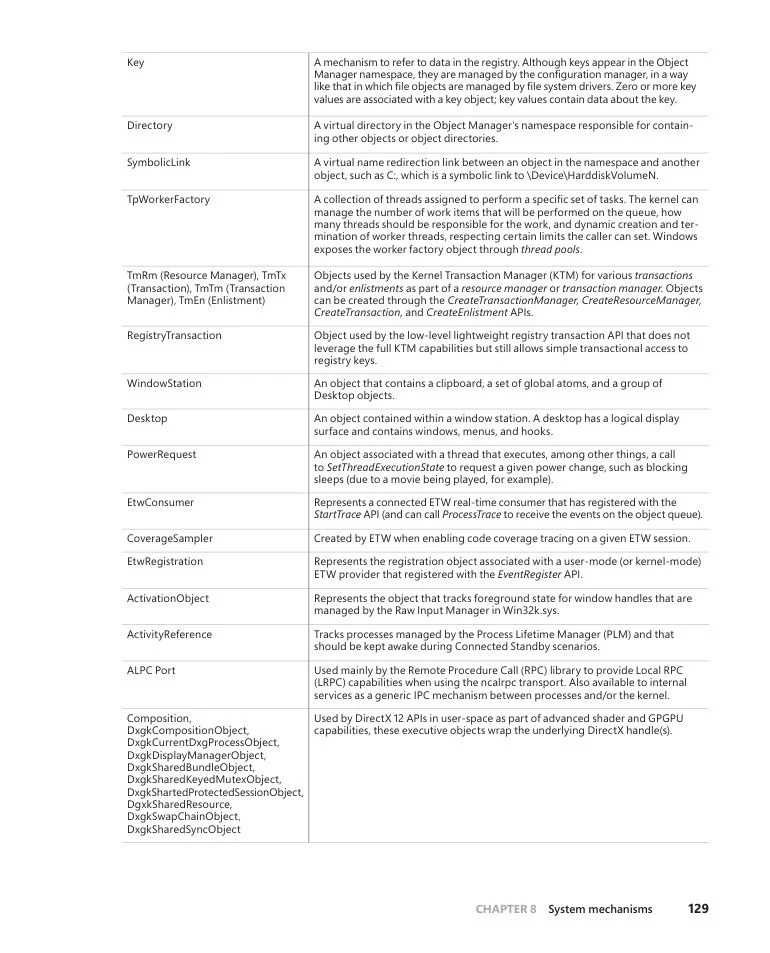 Key
A mechanism to refer to data in the registry. Although keys appear in the Object
Manager namespace, they are managed by the configuration manager, in a way
like that in which file objects are managed by file system drivers. Zero or more key
values are associated with a key object; key values contain data about the key.
Directory
A virtual directory in the Object Manager's namespace responsible for contain-
ing other objects or object directories.
SymbolicLink
A virtual name redirection link between an object in the namespace and another
object, such as C:, which is a symbolic link to \Device\HarddiskVolumeN.
TpWorkerFactory
A collection of threads assigned to perform a specific set of tasks. The kernel can
manage the number of work items that will be performed on the queue, how
many threads should be responsible for the work, and dynamic creation and ter-
mination of worker threads, respecting certain limits the caller can set. Windows
exposes the worker factory object through thread pools.
TmRm (Resource Manager), TmTx
(Transaction), TmTm (Transaction
Manager), TmEn (Enlistment)
Objects used by the Kernel Transaction Manager (KTM) for various transactions
and/or enlistments as part of a resource manager or transaction manager. Objects
can be created through the CreateTransactionManager, CreateResourceManager,
CreateTransaction, and CreateEnlistment APIs.
RegistryTransaction
Object used by the low-level lightweight registry transaction API that does not
leverage the full KTM capabilities but still allows simple transactional access to
registry keys.
WindowStation
An object that contains a clipboard, a set of global atoms, and a group of
Desktop objects.
Desktop
An object contained within a window station. A desktop has a logical display
surface and contains windows, menus, and hooks.
PowerRequest
An object associated with a thread that executes, among other things, a call
to SetThreadExecutionState to request a given power change, such as blocking
sleeps (due to a movie being played, for example).
EtwConsumer
Represents a connected ETW real-time consumer that has registered with the
StartTrace API (and can call ProcessTrace to receive the events on the object queue).
CoverageSampler
Created by ETW when enabling code coverage tracing on a given ETW session.
EtwRegistration
Represents the registration object associated with a user-mode (or kernel-mode)
ETW provider that registered with the EventRegister API.
ActivationObject
Represents the object that tracks foreground state for window handles that are
managed by the Raw Input Manager in Win32k.sys.
ActivityReference
Tracks processes managed by the Process Lifetime Manager (PLM) and that
should be kept awake during Connected Standby scenarios.
ALPC Port
Used mainly by the Remote Procedure Call (RPC) library to provide Local RPC
(LRPC) capabilities when using the ncalrpc transport. Also available to internal
services as a generic IPC mechanism between processes and/or the kernel.
Composition,
DxgkCompositionObject,
DxgkCurrentDxgProcessObject,
DxgkDisplayManagerObject,
DxgkSharedBundleObject,
DxgkSharedKeyedMutexObject,
DxgkShartedProtectedSessionObject,
DgxkSharedResource,
DxgkSwapChainObject,
DxgkSharedSyncObject
Used by DirectX 12 APIs in user-space as part of advanced shader and GPGPU
capabilities, these executive objects wrap the underlying DirectX handle(s).
CHAPTER 8 System mechanisms 129